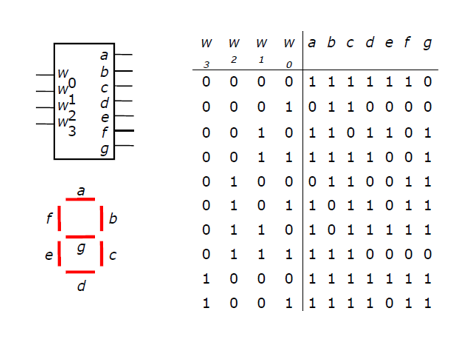 a
b
c
d
e
f
g
w0
w1
w2
w3
a
f
b
g
e
c
d
w3 w2 w1 w0 a b c d e f g
0 0 0 0 1 1 1 1 1 1 0
0 0 0 1 0 1 1 0 0 0 0
0 0 1 0 1 1 0 1 1 0 1
0 0 1 1 1 1 1 1 0 0 1
0 1 0 0 0 1 1 0 0 1 1
0 1 0 1 1 0 1 1 0 1 1
0 1 1 0 1 0 1 1 1 1 1
0 1 1 1 1 1 1 0 0 0 0
1 0 0 0 1 1 1 1 1 1 1
1 0 0 1 1 1 1 1 0 1 1